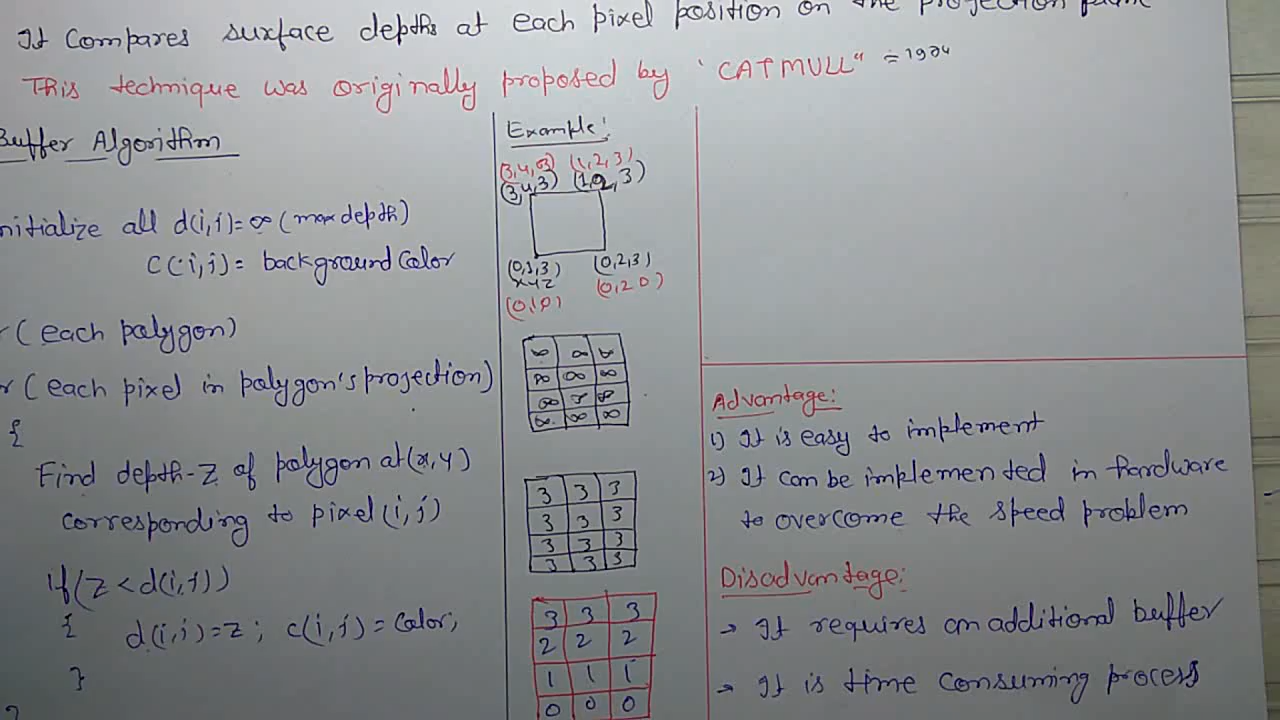 It Compares surface depths at each pixel position on the projection plane
This technique was originally proposed by "CATMULL" =
Buffer Algorithm
nitialize all d(i,j)=∞ (max depth)
c(i,j)= background Color
r (each polygon)
r (each pixel in polygon's projection)
{
Find depth-Z of polygon at (x,y)
corresponding to pixel (i,j)
if (Z < d(i,j))
{ d(i,j)=Z; c(i,j)=Color;
}
Example:
(3,4,3) (1,2,3)
(3,4,3) (1,2,3)
(0,1,3) (0,2,3)
x y z
(0,2 0)
∞ ∞ ∞
∞ ∞ ∞
∞ ∞ ∞
∞ ∞ ∞
3 3 3
3 3 3
3 3 3
3 3 3
3 3 3
2 2 2
1 1 1
0 0 0
Advantage:
1) It is easy to implement
2) It can be implemented in hardware
to overcome the speed problem
Disadvantage:
→ It requires an additional buffer
→ It is time consuming process